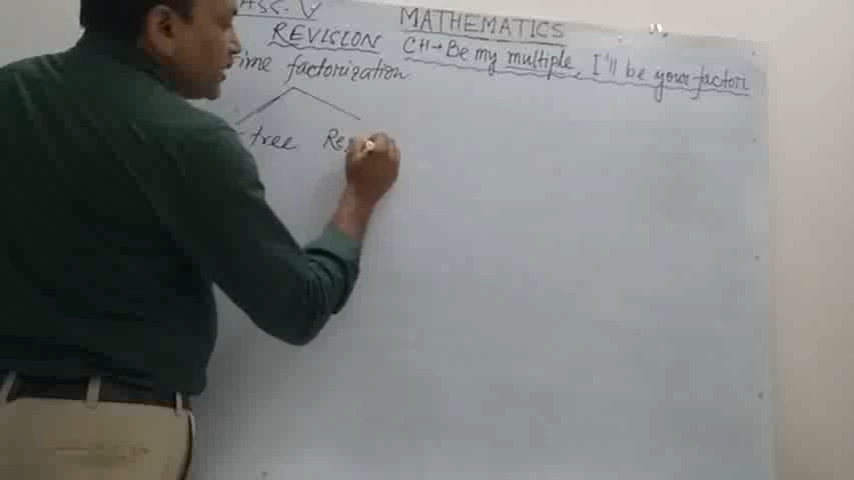 V MATHEMATICS
REVISION CH→ Be my multiple, I'll be your factor
factorization
tree